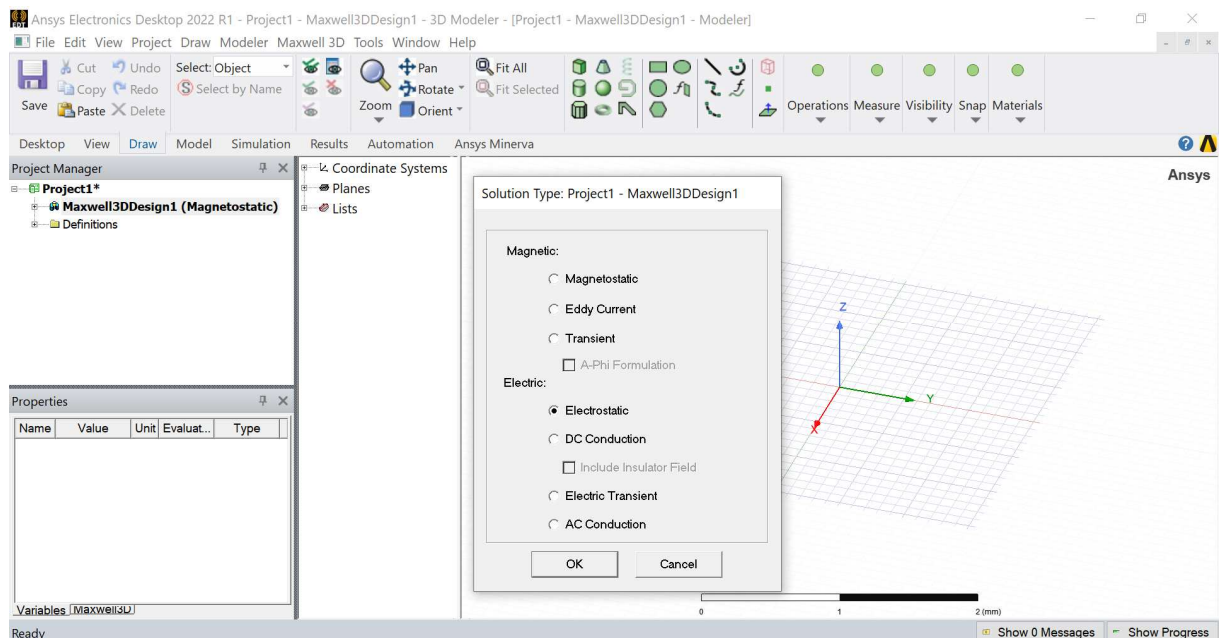 Ansys Electronics Desktop 2022 R1 - Project1 - Maxwell3DDesign1 - 3D Modeler - [Project1 - Maxwell3DDesign1 - Modeler]
File Edit View Project Draw Modeler Maxwell 3D Tools Window Help
Save
Cut
Copy
Paste
Undo
Redo
Delete
Select: Object
Select by Name
Zoom
Pan
Rotate
Orient
Fit All
Fit Selected
Operations Measure Visibility Snap Materials
Desktop View Draw Model Simulation Results Automation Ansys Minerva
Project Manager
Project1*
Maxwell3DDesign1 (Magnetostatic)
Definitions
Coordinate Systems
Planes
Lists
Ansys
Solution Type: Project1 - Maxwell3DDesign1
Magnetic:
Magnetostatic
Eddy Current
Transient
A-Phi Formulation
Electric:
Electrostatic
DC Conduction
Include Insulator Field
Electric Transient
AC Conduction
OK Cancel
Z
Y
X
0 1 2 (mm)
Properties
Name Value Unit Evaluat... Type
Variables Maxwell3D
Ready
Show 0 Messages Show Progress